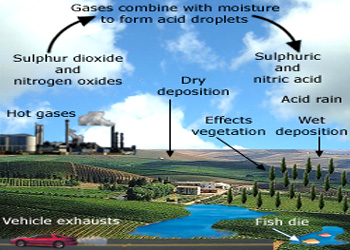 Gases combine with moisture
to form acid droplets
Sulphur dioxide
and
nitrogen oxides
Sulphuric
and
nitric acid
Dry
deposition
Acid rain
Hot gases
Effects
vegetation
Wet
deposition
Vehicle exhausts
Fish die